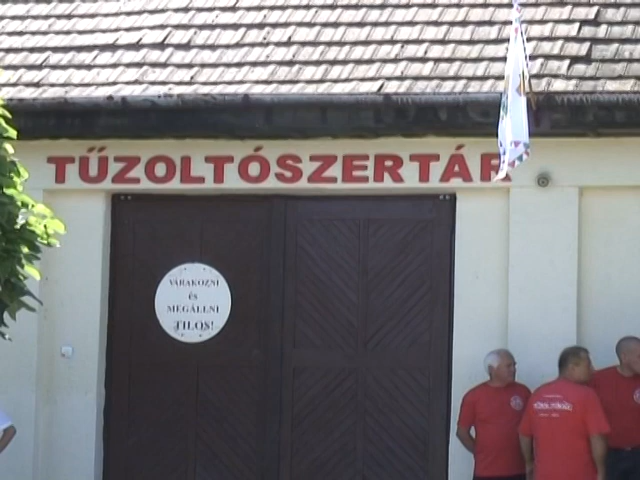 TŰZOLTÓSZERTÁR
VÁRAKOZNI
és
MEGÁLLNI
TILOS!